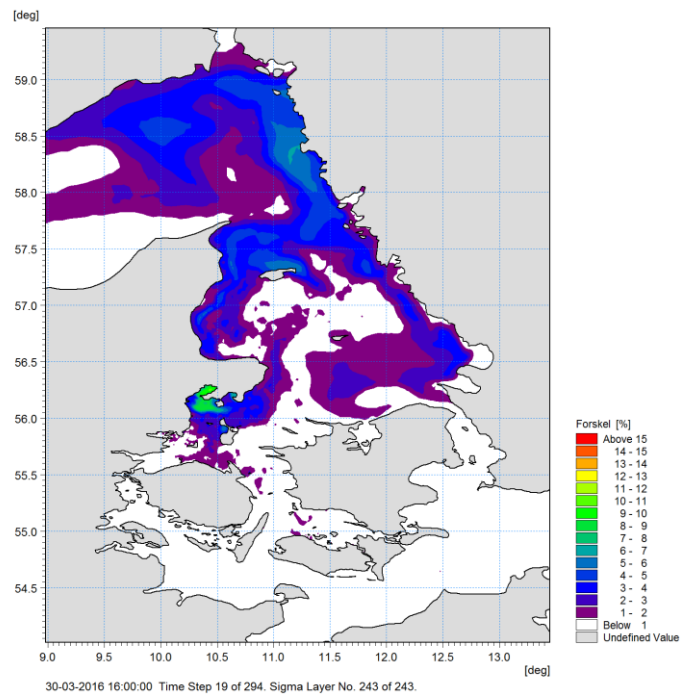 [deg]
59.0
58.5
58.0
57.5
57.0
56.5
56.0
55.5
55.0
54.5
9.0 9.5 10.0 10.5 11.0 11.5 12.0 12.5 13.0
[deg]
30-03-2016 16:00:00 Time Step 19 of 294. Sigma Layer No. 243 of 243.
Forskel [%]
Above 15
14 - 15
13 - 14
12 - 13
11 - 12
10 - 11
9 - 10
8 - 9
7 - 8
6 - 7
5 - 6
4 - 5
3 - 4
2 - 3
1 - 2
Below 1
Undefined Value